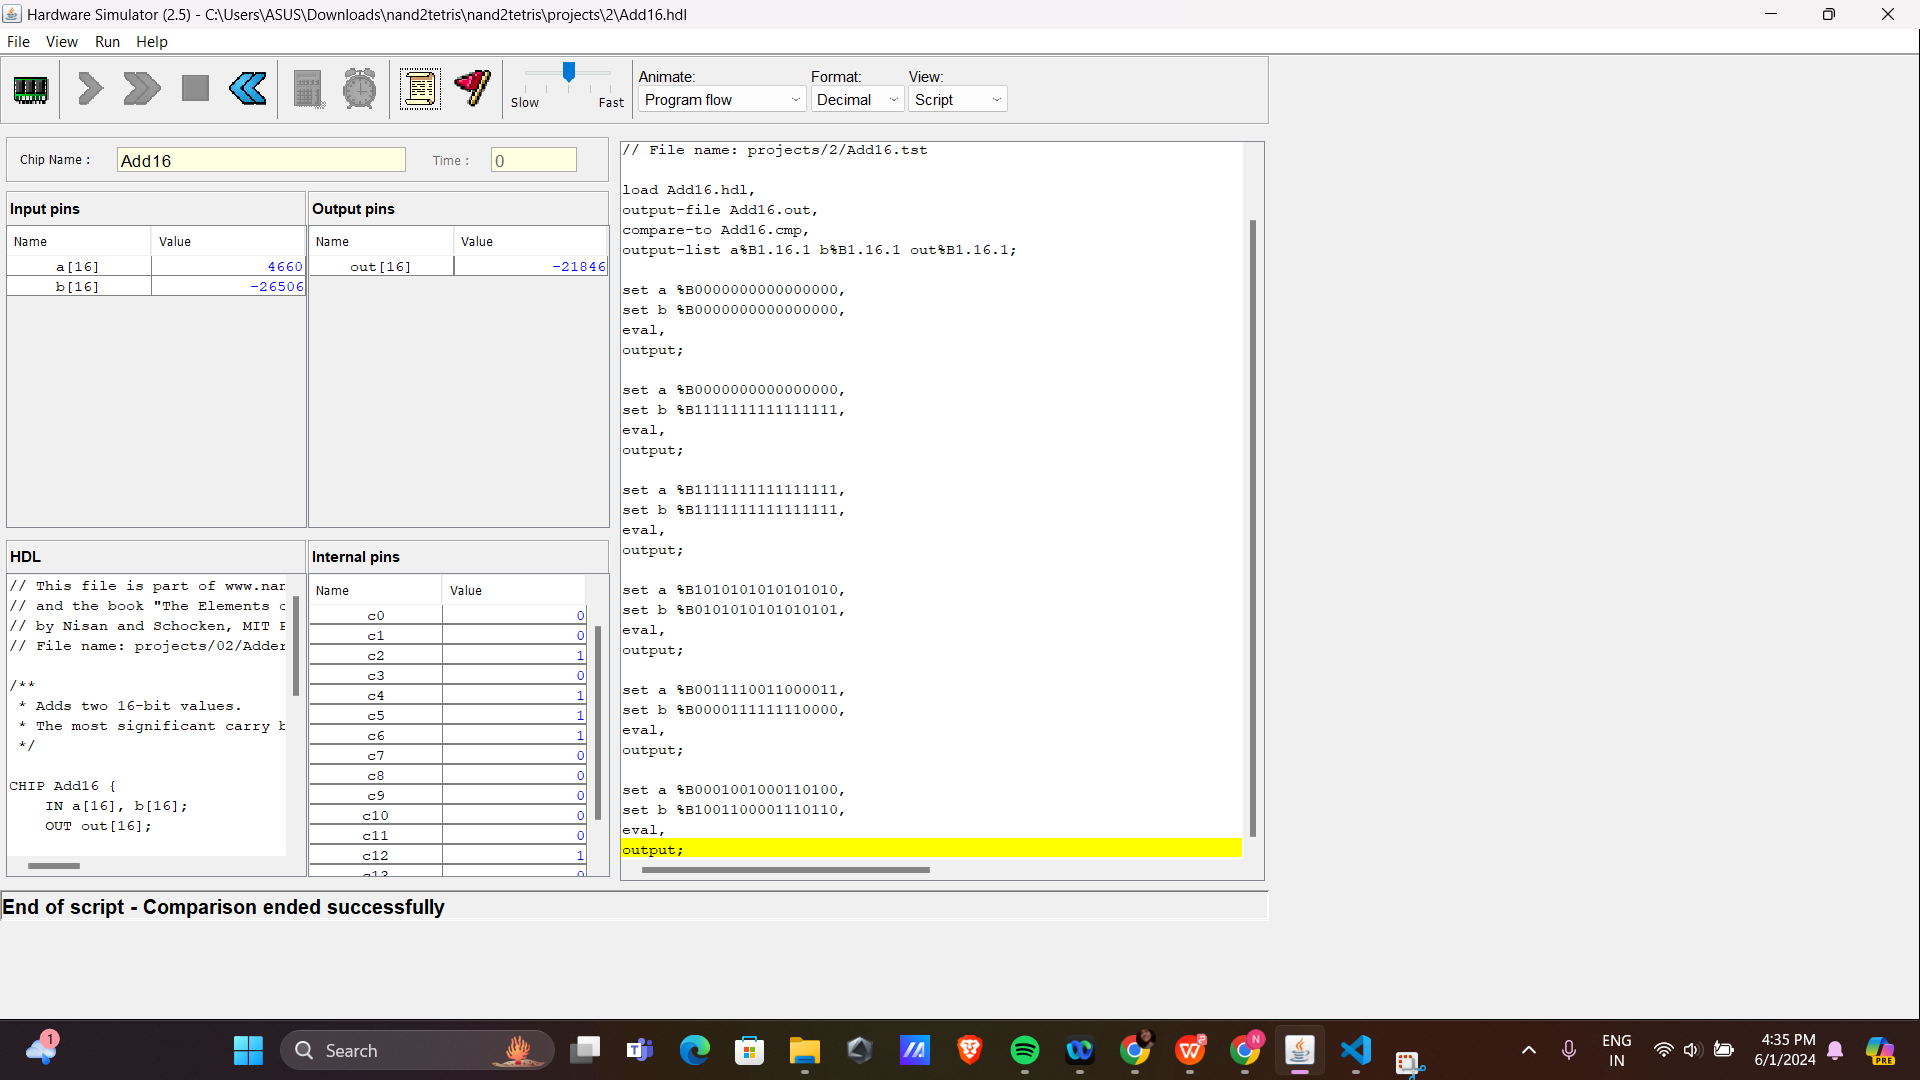 Hardware Simulator (2.5) - C:\Users\ASUS\Downloads\nand2tetris\nand2tetris\projects\2\Add16.hdl
File View Run Help
Slow Fast
Animate: Format: View:
Program flow Decimal Script
Chip Name : Add16 Time : 0
Input pins
Name Value
a[16] 4660
b[16] -26506
Output pins
Name Value
out[16] -21846
HDL
// This file is part of www.nan
// and the book "The Elements
// by Nisan and Schocken, MIT
// File name: projects/02/Adder
/**
* Adds two 16-bit values.
* The most significant carry
*/
CHIP Add16 {
IN a[16], b[16];
OUT out[16];
Internal pins
Name Value
c0 0
c1 0
c2 1
c3 0
c4 1
c5 1
c6 1
c7 0
c8 0
c9 0
c10 0
c11 0
c12 1
c13 0
// File name: projects/2/Add16.tst
load Add16.hdl,
output-file Add16.out,
compare-to Add16.cmp,
output-list a%B1.16.1 b%B1.16.1 out%B1.16.1;
set a %B0000000000000000,
set b %B0000000000000000,
eval,
output;
set a %B0000000000000000,
set b %B1111111111111111,
eval,
output;
set a %B1111111111111111,
set b %B1111111111111111,
eval,
output;
set a %B1010101010101010,
set b %B0101010101010101,
eval,
output;
set a %B0011110011000011,
set b %B0000111111110000,
eval,
output;
set a %B0001001000110100,
set b %B1001100001110110,
eval,
output;
End of script - Comparison ended successfully
1
Search
N
ENG
IN
4:35 PM
6/1/2024
PRE